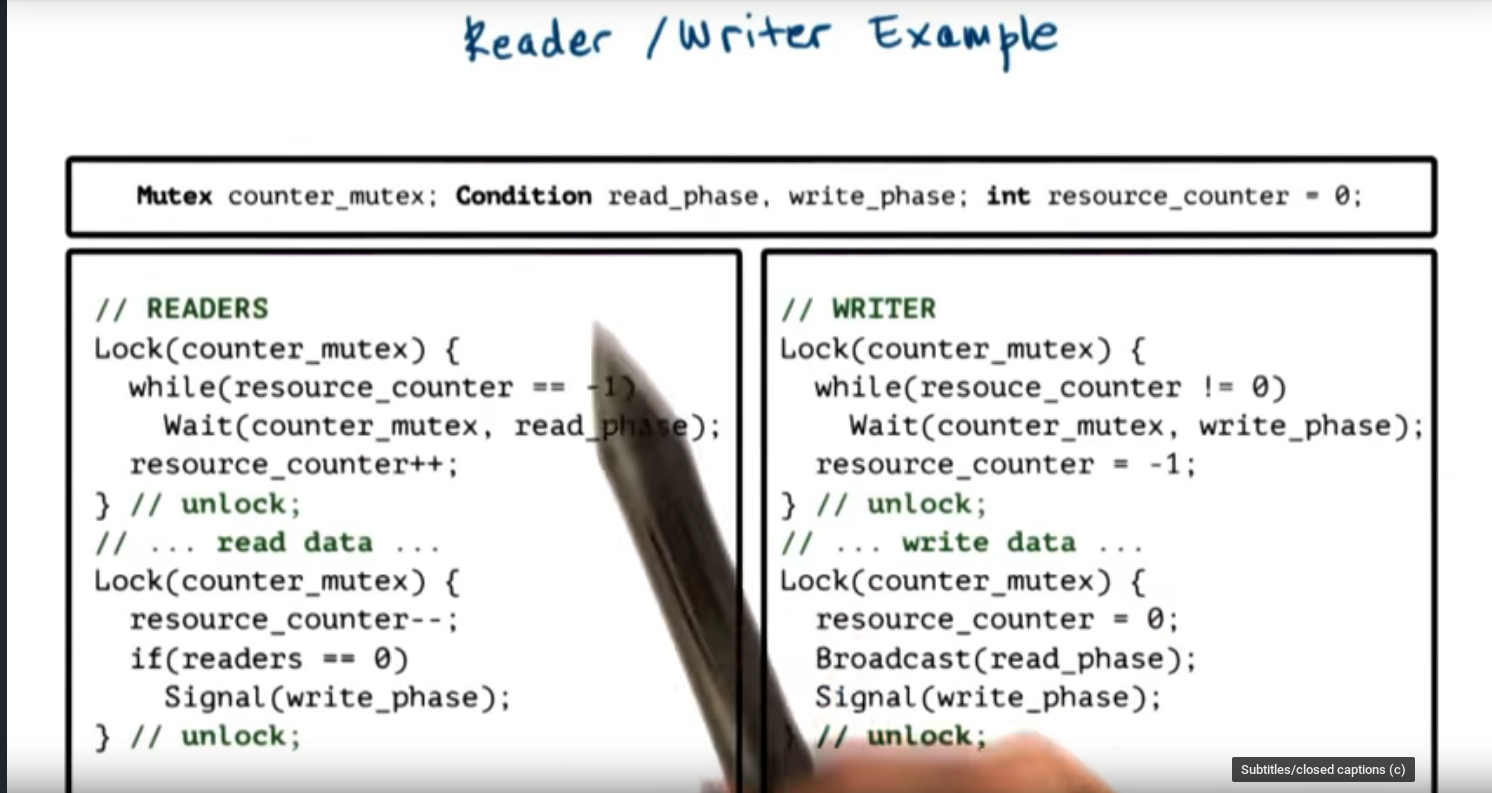 Reader / Writer Example
Mutex counter_mutex; Condition read_phase, write_phase; int resource_counter = 0;
// READERS
Lock(counter_mutex) {
while(resource_counter == -1)
Wait(counter_mutex, read_phase);
resource_counter++;
} // unlock;
// ... read data ...
Lock(counter_mutex) {
resource_counter--;
if(readers == 0)
Signal(write_phase);
} // unlock;
// WRITER
Lock(counter_mutex) {
while(resouce_counter != 0)
Wait(counter_mutex, write_phase);
resource_counter = -1;
} // unlock;
// ... write data ...
Lock(counter_mutex) {
resource_counter = 0;
Broadcast(read_phase);
Signal(write_phase);
} // unlock;
Subtitles/closed captions (c)